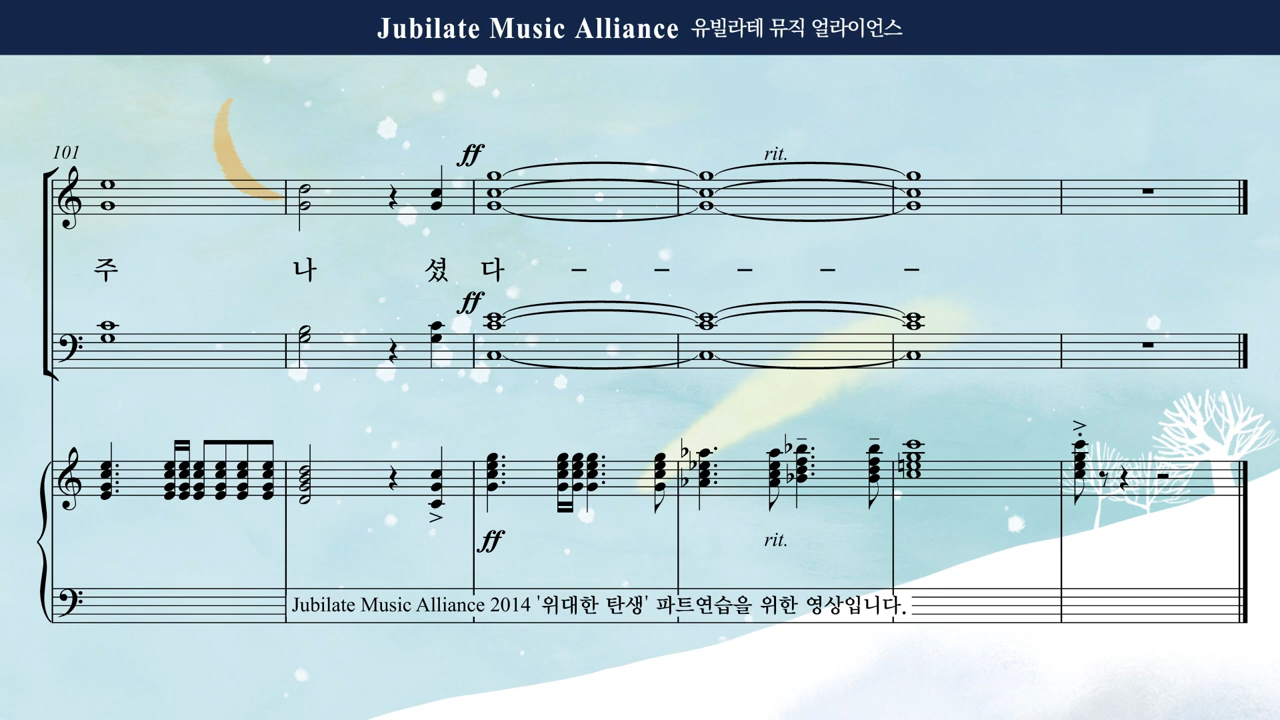 Jubilate Music Alliance 유빌라테 뮤직 얼라이언스
101
ff
rit.
주 나 셨 다 – – – – –
ff
ff
rit.
Jubilate Music Alliance 2014 '위대한 탄생' 파트연습을 위한 영상입니다.